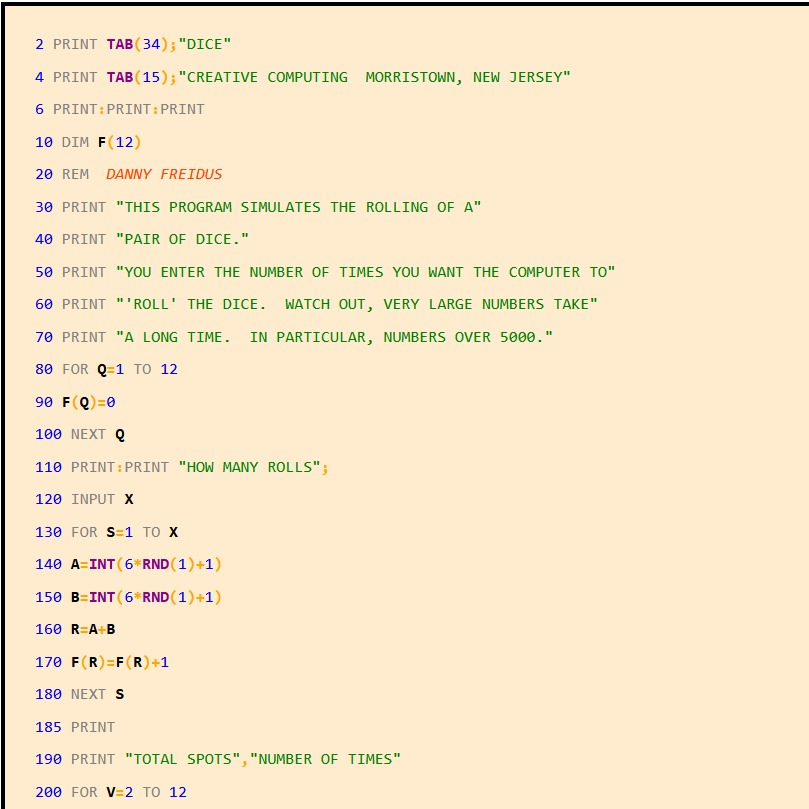 2 PRINT TAB(34);"DICE"
4 PRINT TAB(15);"CREATIVE COMPUTING  MORRISTOWN, NEW JERSEY"
6 PRINT:PRINT:PRINT
10 DIM F(12)
20 REM  DANNY FREIDUS
30 PRINT "THIS PROGRAM SIMULATES THE ROLLING OF A"
40 PRINT "PAIR OF DICE."
50 PRINT "YOU ENTER THE NUMBER OF TIMES YOU WANT THE COMPUTER TO"
60 PRINT "'ROLL' THE DICE.  WATCH OUT, VERY LARGE NUMBERS TAKE"
70 PRINT "A LONG TIME.  IN PARTICULAR, NUMBERS OVER 5000."
80 FOR Q=1 TO 12
90 F(Q)=0
100 NEXT Q
110 PRINT:PRINT "HOW MANY ROLLS";
120 INPUT X
130 FOR S=1 TO X
140 A=INT(6*RND(1)+1)
150 B=INT(6*RND(1)+1)
160 R=A+B
170 F(R)=F(R)+1
180 NEXT S
185 PRINT
190 PRINT "TOTAL SPOTS","NUMBER OF TIMES"
200 FOR V=2 TO 12